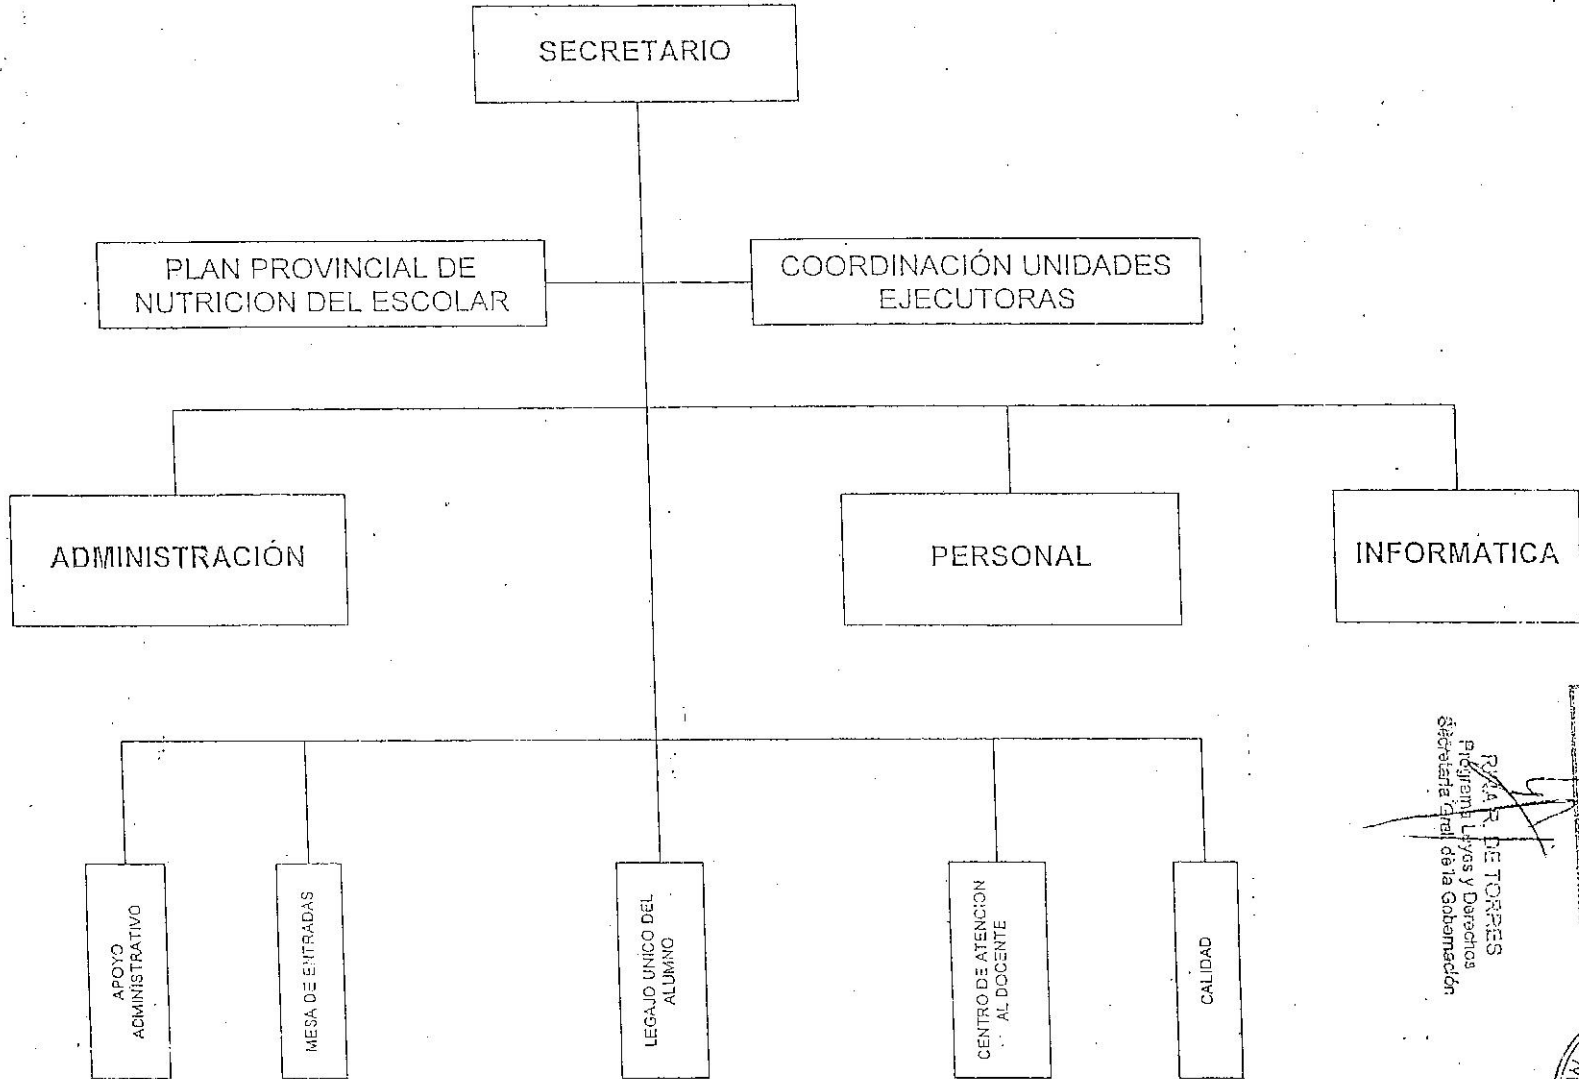 SECRETARIO
PLAN PROVINCIAL DE
NUTRICION DEL ESCOLAR
COORDINACIÓN UNIDADES
EJECUTORAS
ADMINISTRACIÓN
PERSONAL
INFORMÁTICA
APOYO
ADMINISTRATIVO
MESA DE ENTRADAS
LEGAJO UNICO DEL
ALUMNO
CENTRO DE ATENCION
AL DOCENTE
CALIDAD
R. DE TORRES
Programa Leyes y Derechos
Secretaría Gral. de la Gobernación